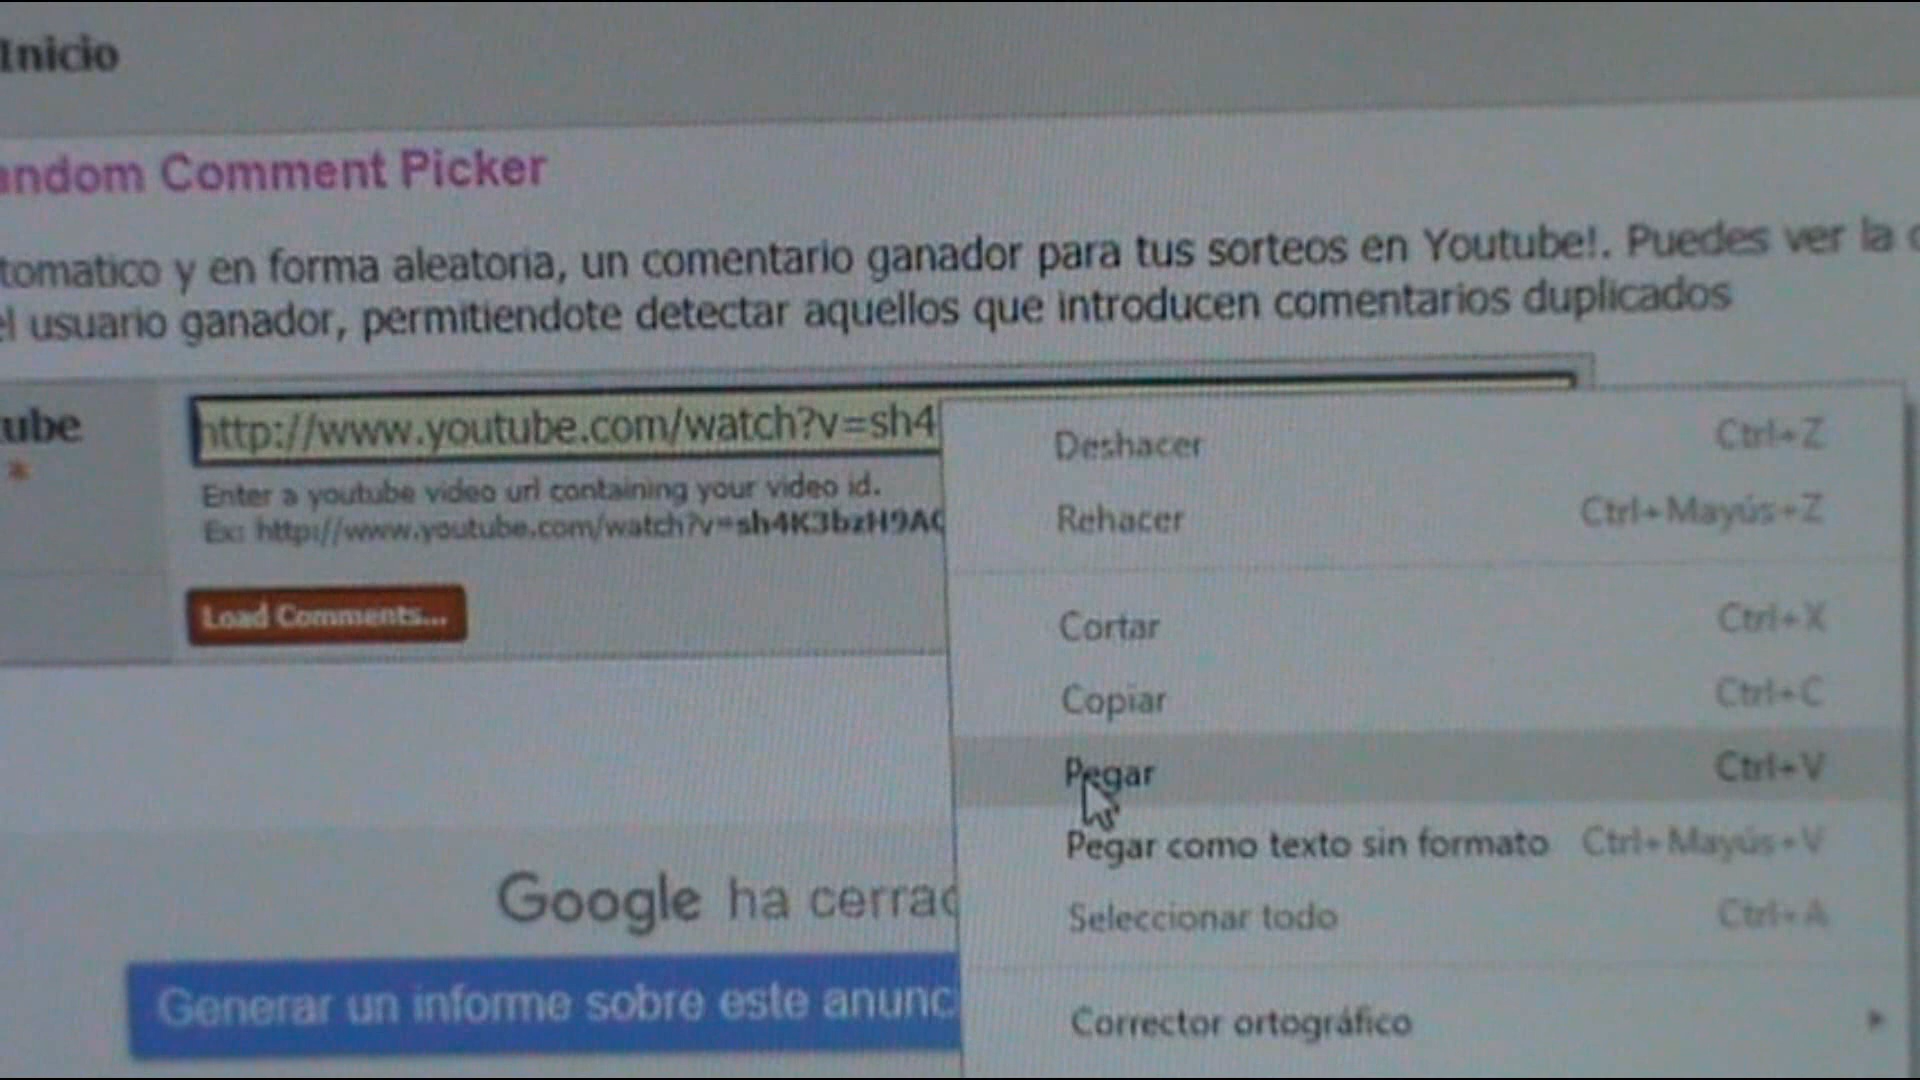 Inicio
andom Comment Picker
tomatico y en forma aleatoria, un comentario ganador para tus sorteos en Youtube!. Puedes ver la
el usuario ganador, permitiendote detectar aquellos que introducen comentarios duplicados
ube
*
http://www.youtube.com/watch?v=sh4
Enter a youtube video url containing your video id.
Ex: http://www.youtube.com/watch?v=sh4K3bzH9AC
Load Comments...
Deshacer Ctrl+Z
Rehacer Ctrl+Mayús+Z
Cortar Ctrl+X
Copiar Ctrl+C
Pegar Ctrl+V
Pegar como texto sin formato Ctrl+Mayús+V
Seleccionar todo Ctrl+A
Corrector ortográfico
Google ha cerrad
Generar un informe sobre este anunc